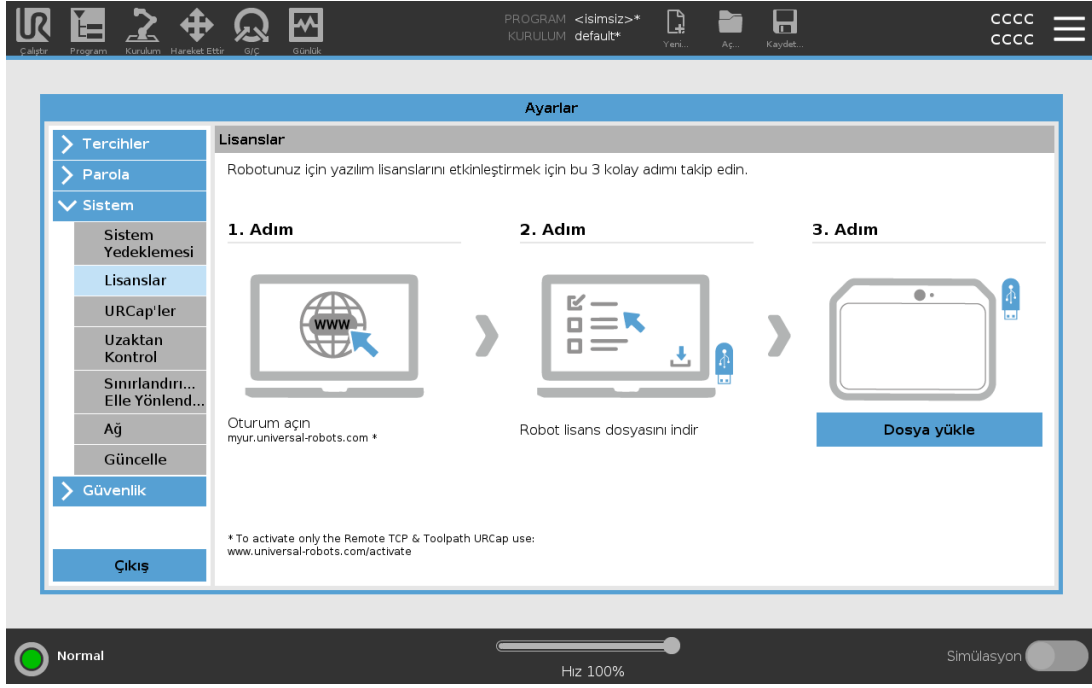 PROGRAM <isimsiz>*
KURULUM default*
Çalıştır Program Kurulum Hareket Ettir G/Ç Günlük
Yeni... Aç... Kaydet...
CCCC
CCCC
Ayarlar
Tercihler
Parola
Sistem
Sistem
Yedeklemesi
Lisanslar
URCap'ler
Uzaktan
Kontrol
Sınırlandırı...
Elle Yönlend...
Ağ
Güncelle
Güvenlik
Çıkış
Lisanslar
Robotunuz için yazılım lisanslarını etkinleştirmek için bu 3 kolay adımı takip edin.
1. Adım
WWW
Oturum açın
myur.universal-robots.com *
2. Adım
Robot lisans dosyasını indir
3. Adım
Dosya yükle
* To activate only the Remote TCP & Toolpath URCap use:
www.universal-robots.com/activate
Normal
Hız 100%
Simülasyon